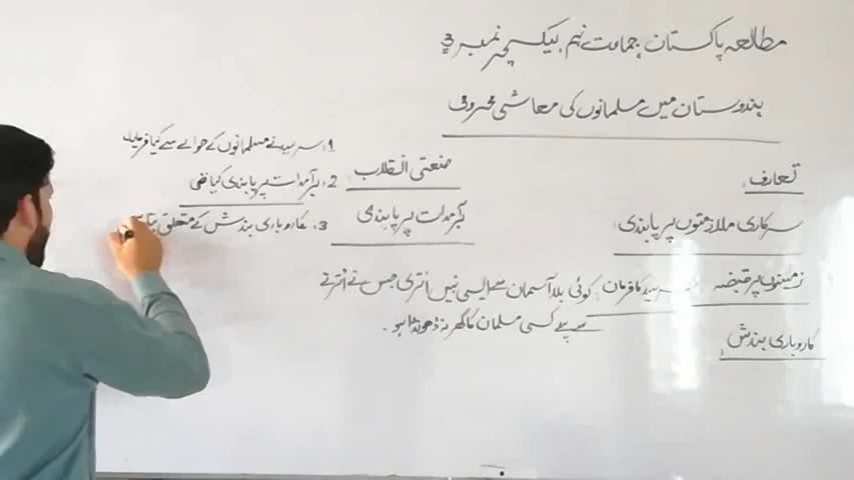 مطالعہ پاکستان جماعت نہم لیکچر نمبر 3
ہندوستان میں مسلمانوں کی معاشی محرومی
تعارف
سرکاری ملازمتوں پر پابندی
زمینوں پر قبضہ
کاروباری بندش
صنعتی انقلاب
برآمدات پر پابندی
سرسید کا فرمان کوئی بلا آسمان سے ایسی نہیں اتری جس نے اترنے
سے پہلے کسی مسلمان کا گھر نہ ڈھونڈا ہو۔
1. سرسید نے مسلمانوں کے حوالے سے کیا فرمایا۔
2. برآمدات پر پابندی کیا تھی
3. کاروباری بندش کے متعلق